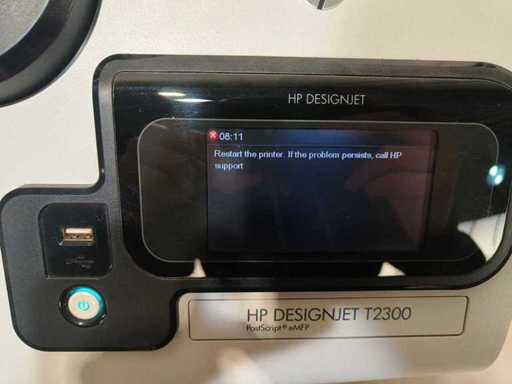 HP DESIGNJET
08:11
Restart the printer. If the problem persists, call HP
support
HP DESIGNJET T2300
PostScript® eMFP